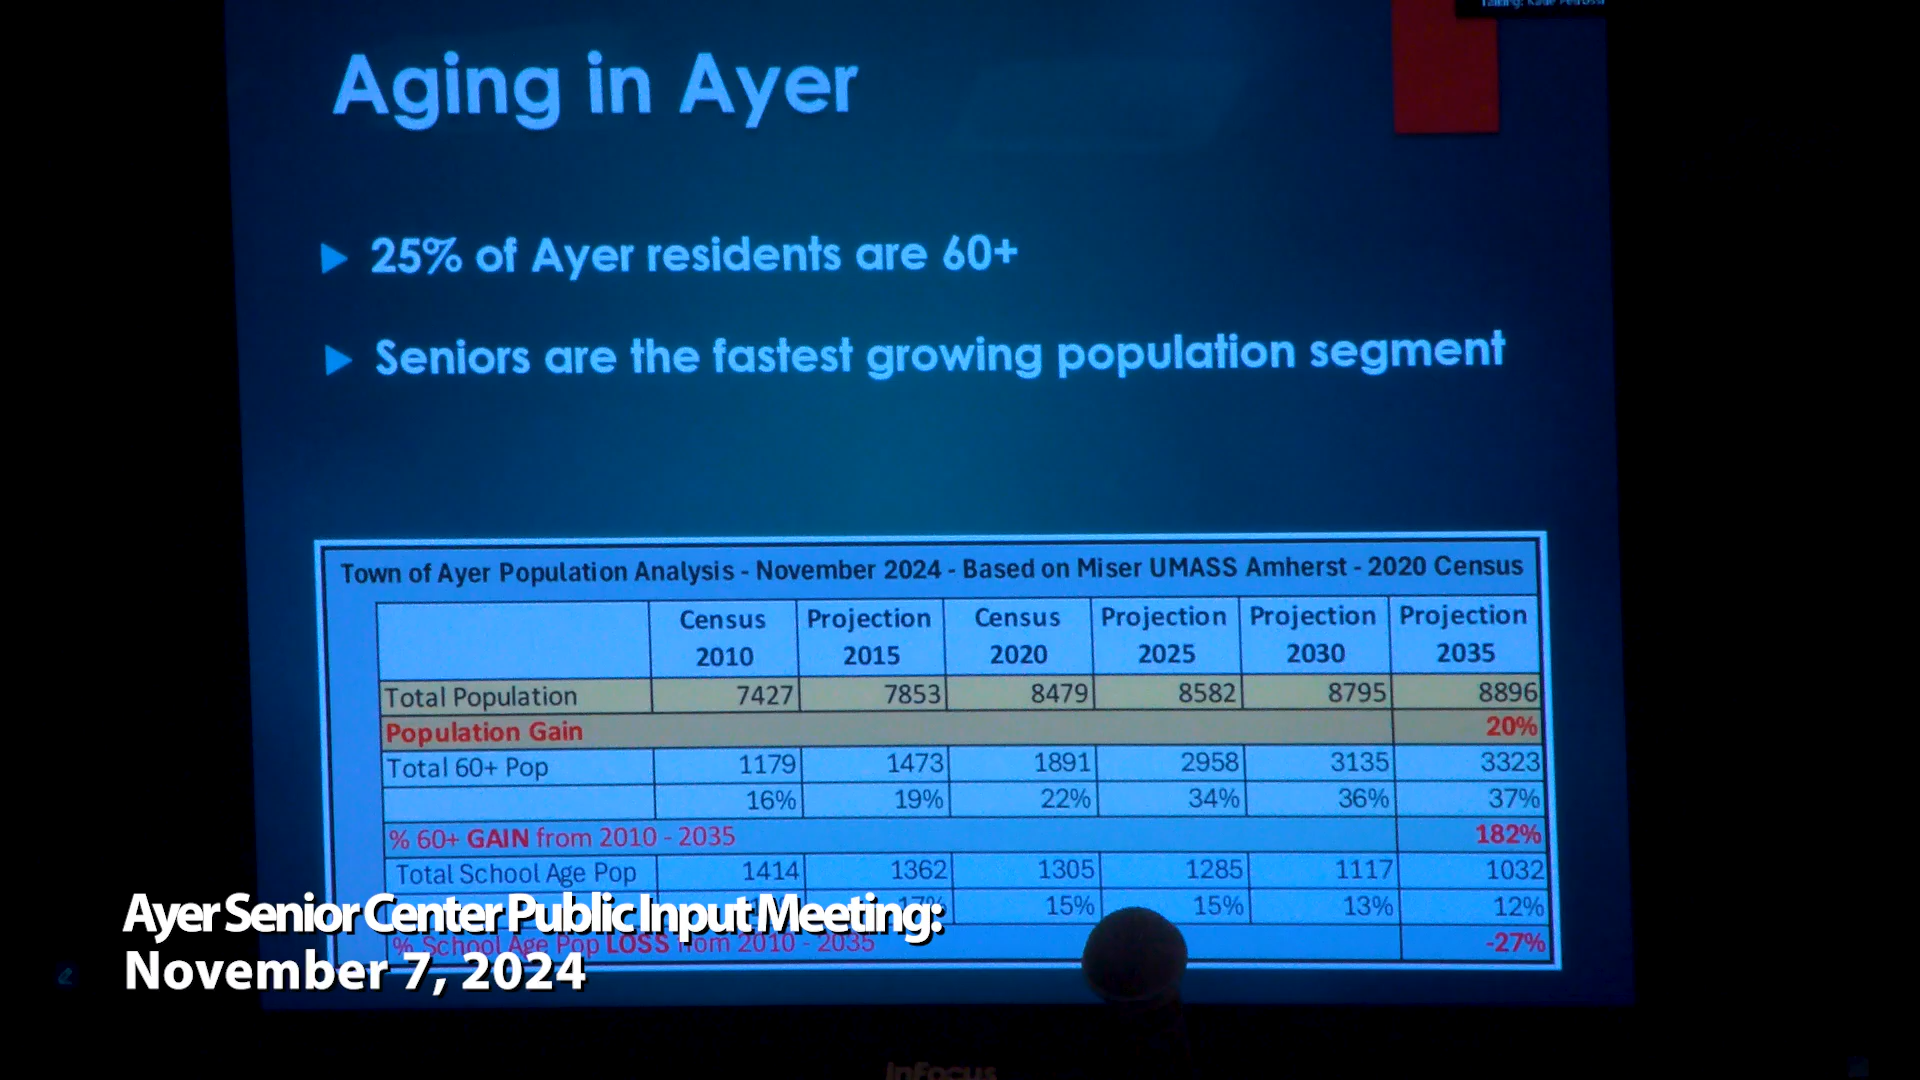 Talking: Katie Petrossi
Aging in Ayer
25% of Ayer residents are 60+
Seniors are the fastest growing population segment
Town of Ayer Population Analysis - November 2024 - Based on Miser UMASS Amherst - 2020 Census
Census 2010 Projection 2015 Census 2020 Projection 2025 Projection 2030 Projection 2035
Total Population 7427 7853 8479 8582 8795 8896
Population Gain 20%
Total 60+ Pop 1179 1473 1891 2958 3135 3323
16% 19% 22% 34% 36% 37%
% 60+ GAIN from 2010 - 2035 182%
Total School Age Pop 1414 1362 1305 1285 1117 1032
17% 15% 15% 13% 12%
% School Age Pop LOSS from 2010 - 2035 -27%
Ayer Senior Center Public Input Meeting:
November 7, 2024
InFocus